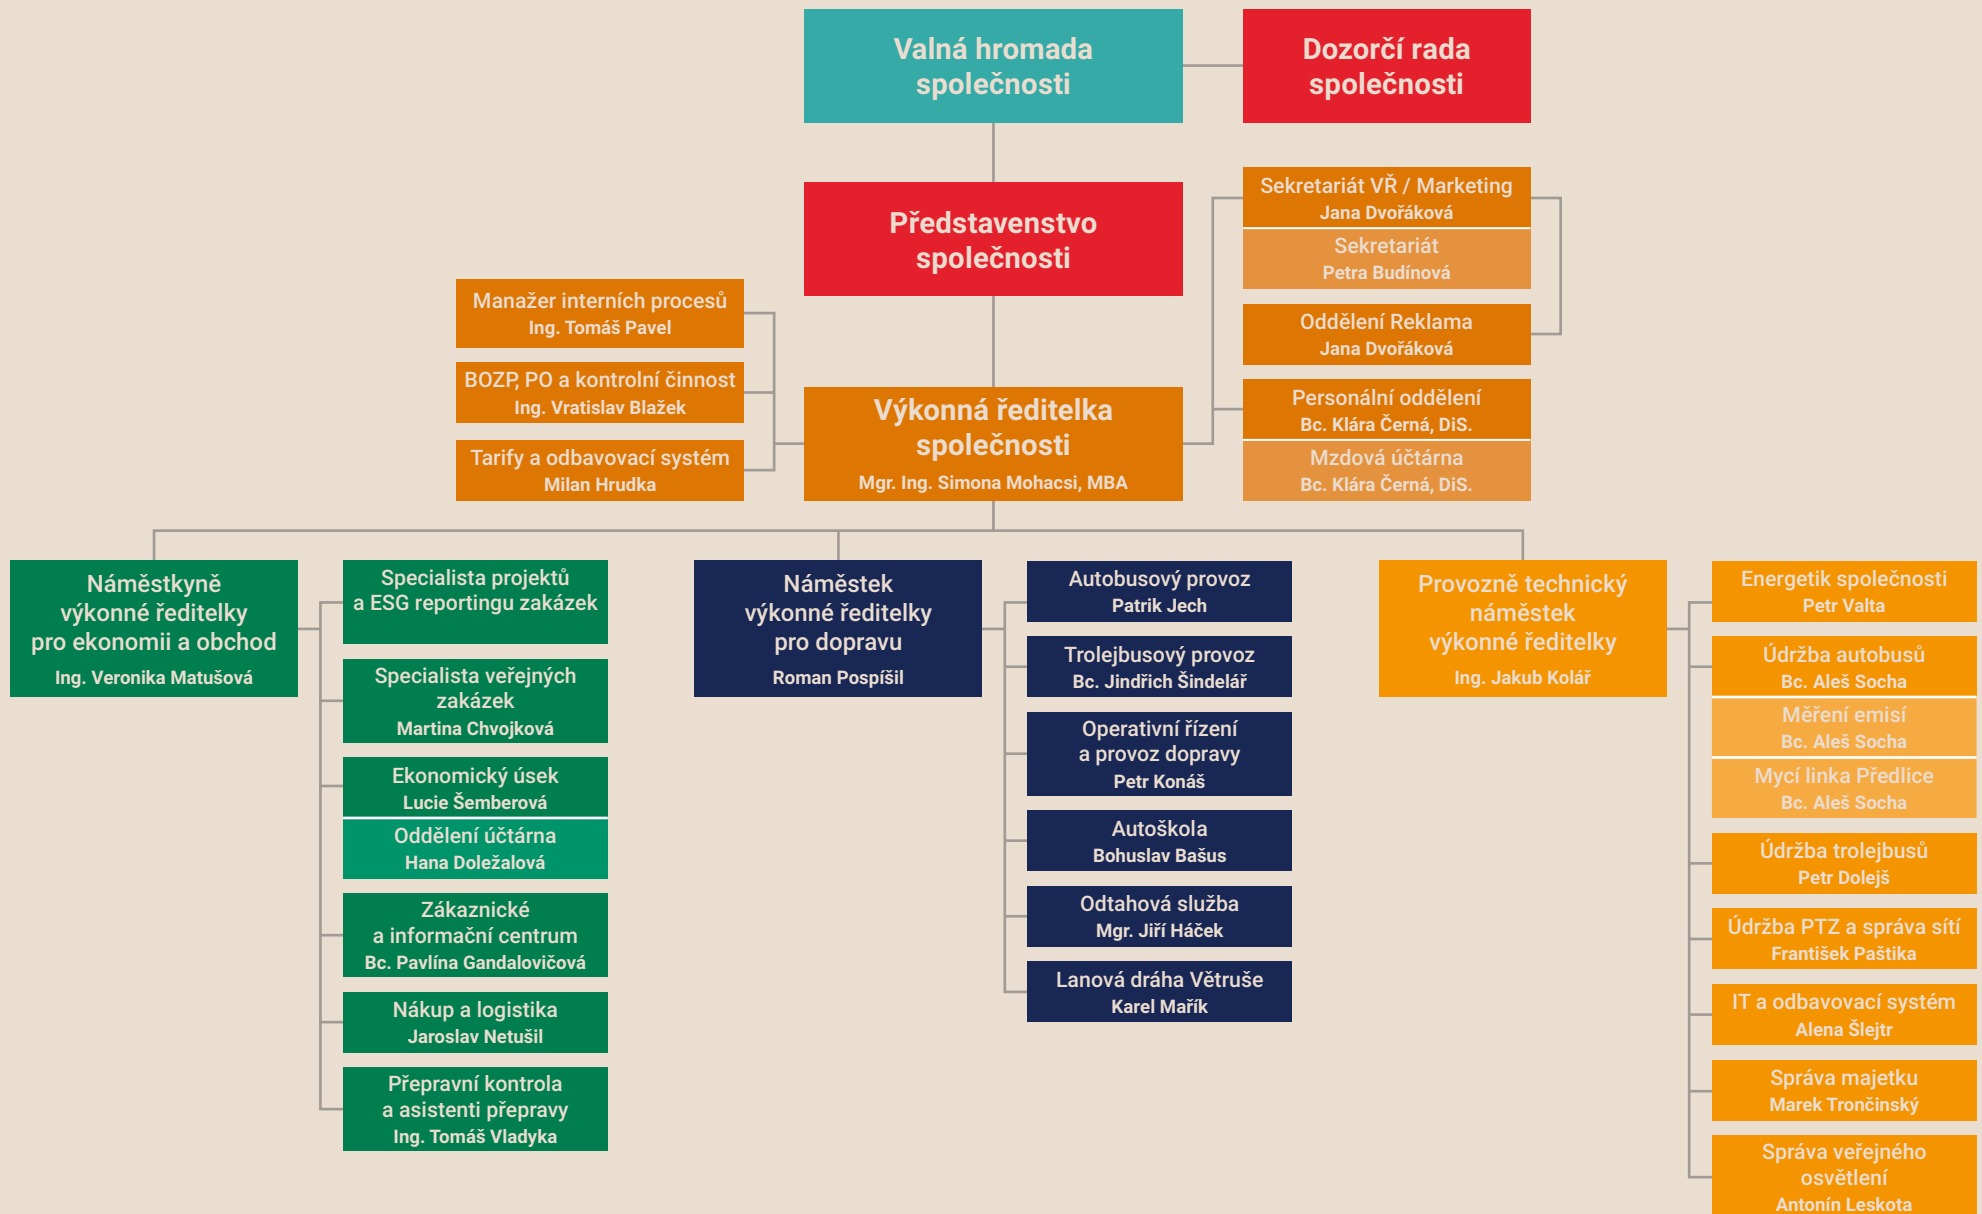 Valná hromada
společnosti
Dozorčí rada
společnosti
Představenstvo
společnosti
Sekretariát VŘ / Marketing
Jana Dvořáková
Sekretariát
Petra Budínová
Oddělení Reklama
Jana Dvořáková
Personální oddělení
Bc. Klára Černá, DiS.
Mzdová účtárna
Bc. Klára Černá, DiS.
Manažer interních procesů
Ing. Tomáš Pavel
BOZP, PO a kontrolní činnost
Ing. Vratislav Blažek
Tarify a odbavovací systém
Milan Hrudka
Výkonná ředitelka
společnosti
Mgr. Ing. Simona Mohacsi, MBA
Náměstkyně
výkonné ředitelky
pro ekonomii a obchod
Ing. Veronika Matušová
Specialista projektů
a ESG reportingu zakázek
Specialista veřejných
zakázek
Martina Chvojková
Ekonomický úsek
Lucie Šemberová
Oddělení účtárna
Hana Doležalová
Zákaznické
a informační centrum
Bc. Pavlína Gandalovičová
Nákup a logistika
Jaroslav Netušil
Přepravní kontrola
a asistenti přepravy
Ing. Tomáš Vladyka
Náměstek
výkonné ředitelky
pro dopravu
Roman Pospíšil
Autobusový provoz
Patrik Jech
Trolejbusový provoz
Bc. Jindřich Šindelář
Operativní řízení
a provoz dopravy
Petr Konáš
Autoškola
Bohuslav Bašus
Odtahová služba
Mgr. Jiří Háček
Lanová dráha Větruše
Karel Mařík
Provozně technický
náměstek
výkonné ředitelky
Ing. Jakub Kolář
Energetik společnosti
Petr Valta
Údržba autobusů
Bc. Aleš Socha
Měření emisí
Bc. Aleš Socha
Mycí linka Předlice
Bc. Aleš Socha
Údržba trolejbusů
Petr Dolejš
Údržba PTZ a správa sítí
František Paštika
IT a odbavovací systém
Alena Šlejtr
Správa majetku
Marek Trončinský
Správa veřejného
osvětlení
Antonín Leskota